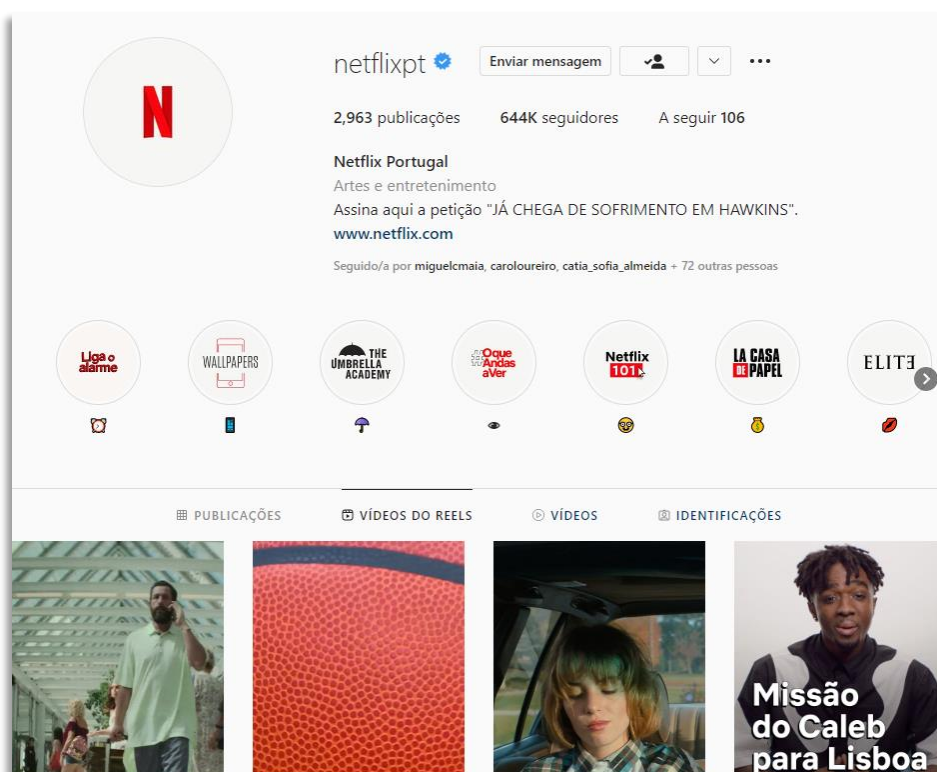 netflixpt Enviar mensagem
2,963 publicações 644K seguidores A seguir 106
Netflix Portugal
Artes e entretenimento
Assina aqui a petição "JÁ CHEGA DE SOFRIMENTO EM HAWKINS".
www.netflix.com
Seguido/a por miguelcmaia, caroloureiro, catia_sofia_almeida + 72 outras pessoas
Liga o
alarme
WALLPAPERS
THE
UMBRELLA
ACADEMY
#Oque
Andas
aVer
Netflix
101
LA CASA
DE PAPEL
ELITE
PUBLICAÇÕES VÍDEOS DO REELS VÍDEOS IDENTIFICAÇÕES
Missão
do Caleb
para Lisboa